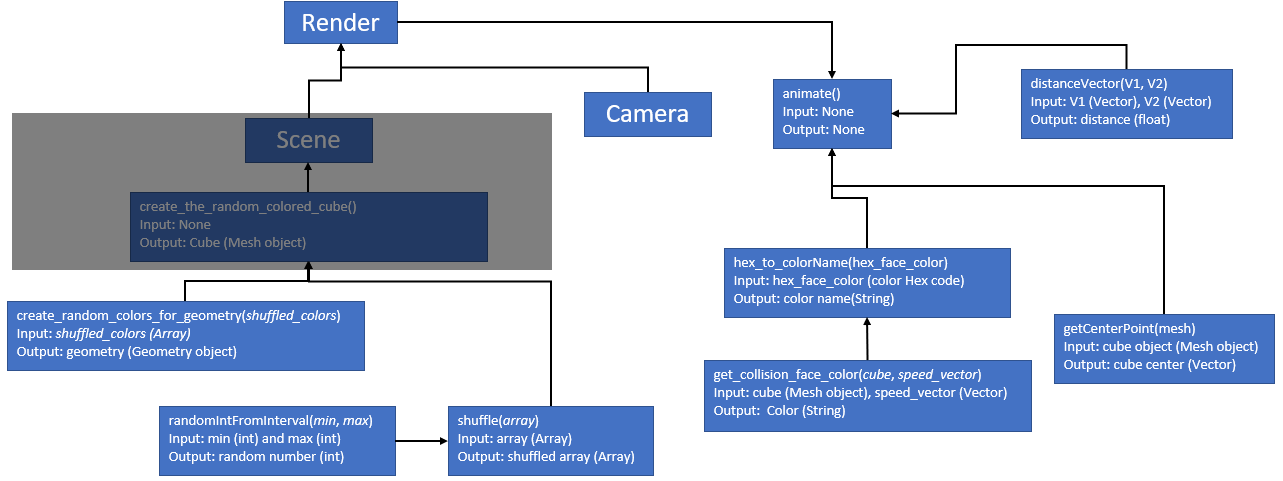 Render
animate()
Input: None
Output: None
distanceVector(V1, V2)
Input: V1 (Vector), V2 (Vector)
Output: distance (float)
Camera
Scene
create_the_random_colored_cube()
Input: None
Output: Cube (Mesh object)
hex_to_colorName(hex_face_color)
Input: hex_face_color (color Hex code)
Output: color name(String)
create_random_colors_for_geometry(shuffled_colors)
Input: shuffled_colors (Array)
Output: geometry (Geometry object)
getCenterPoint(mesh)
Input: cube object (Mesh object)
Output: cube center (Vector)
get_collision_face_color(cube, speed_vector)
Input: cube (Mesh object), speed_vector (Vector)
Output:  Color (String)
randomIntFromInterval(min, max)
Input: min (int) and max (int)
Output: random number (int)
shuffle(array)
Input: array (Array)
Output: shuffled array (Array)